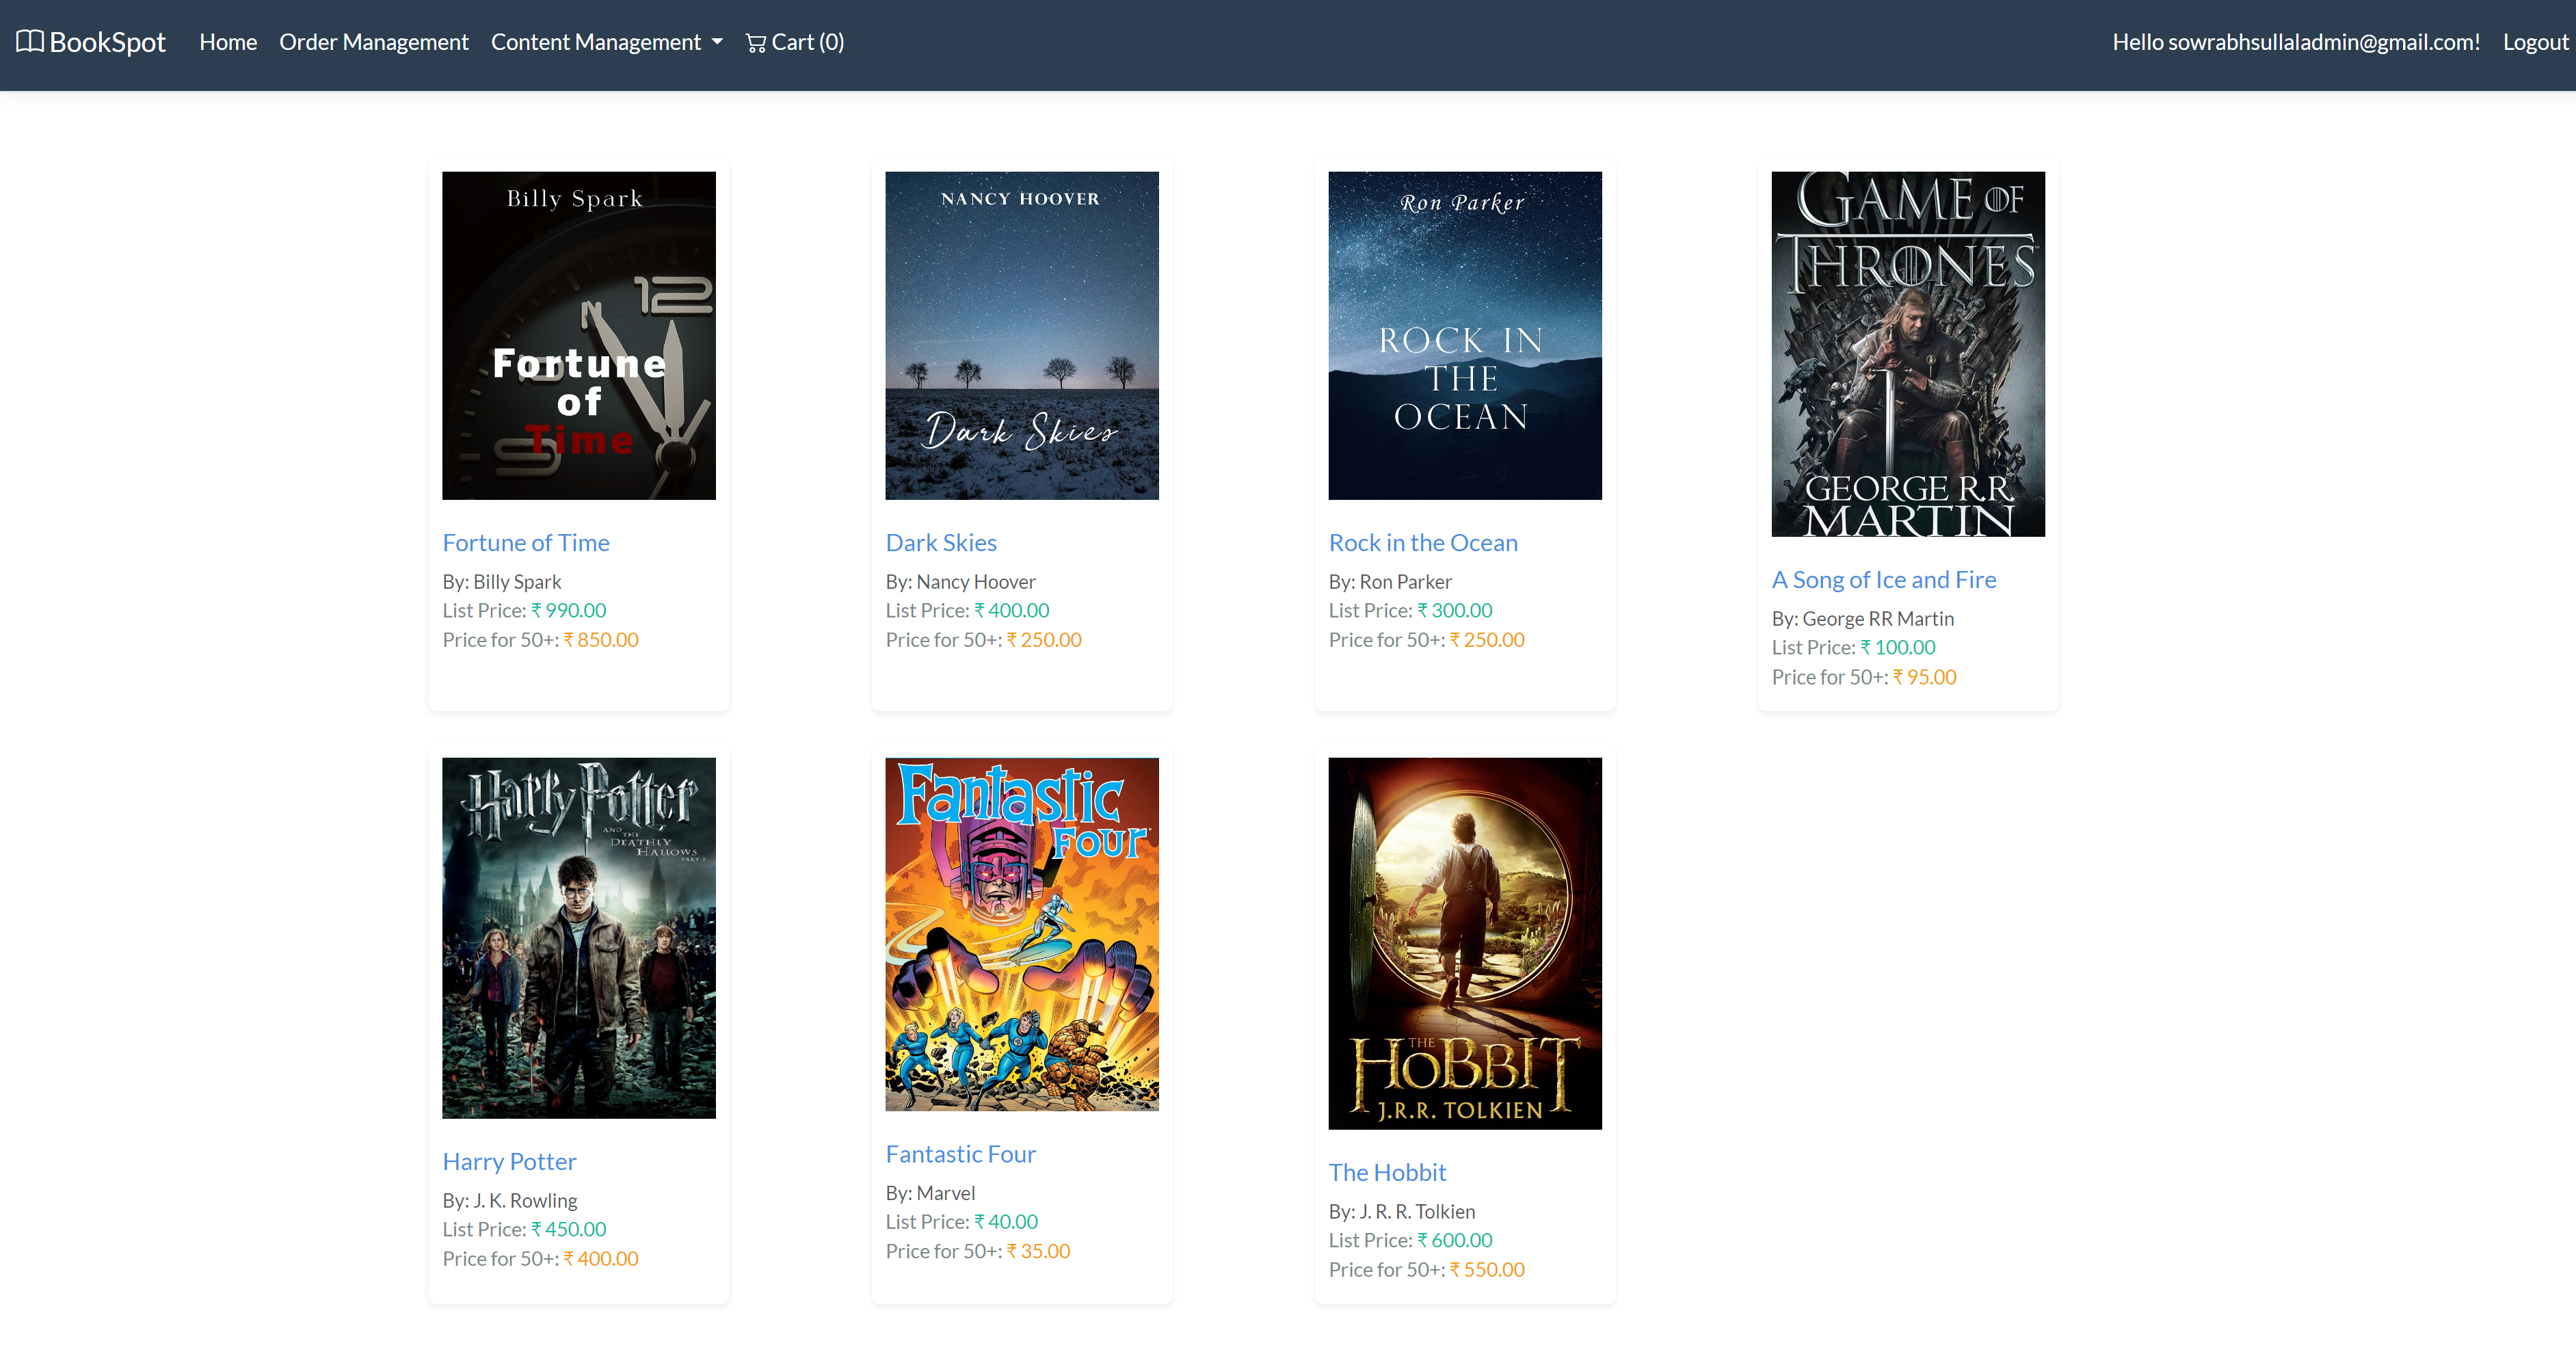 BookSpot Home Order Management Content Management Cart (0) Hello sowrabhsullaladmin@gmail.com! Logout
Billy Spark
12
9
Fortune
of
Time
Fortune of Time
By: Billy Spark
List Price: ₹ 990.00
Price for 50+: ₹ 850.00
NANCY HOOVER
Dark Skies
Dark Skies
By: Nancy Hoover
List Price: ₹ 400.00
Price for 50+: ₹ 250.00
Ron Parker
ROCK IN
THE
OCEAN
Rock in the Ocean
By: Ron Parker
List Price: ₹ 300.00
Price for 50+: ₹ 250.00
GAME OF
THRONES
GEORGE R.R.
MARTIN
A Song of Ice and Fire
By: George RR Martin
List Price: ₹ 100.00
Price for 50+: ₹ 95.00
Harry Potter
AND
THE
DEATHLY
HALLOWS
PART 2
Harry Potter
By: J. K. Rowling
List Price: ₹ 450.00
Price for 50+: ₹ 400.00
Fantastic
Four
Fantastic Four
By: Marvel
List Price: ₹ 40.00
Price for 50+: ₹ 35.00
THE
HOBBIT
J.R.R. TOLKIEN
The Hobbit
By: J. R. R. Tolkien
List Price: ₹ 600.00
Price for 50+: ₹ 550.00